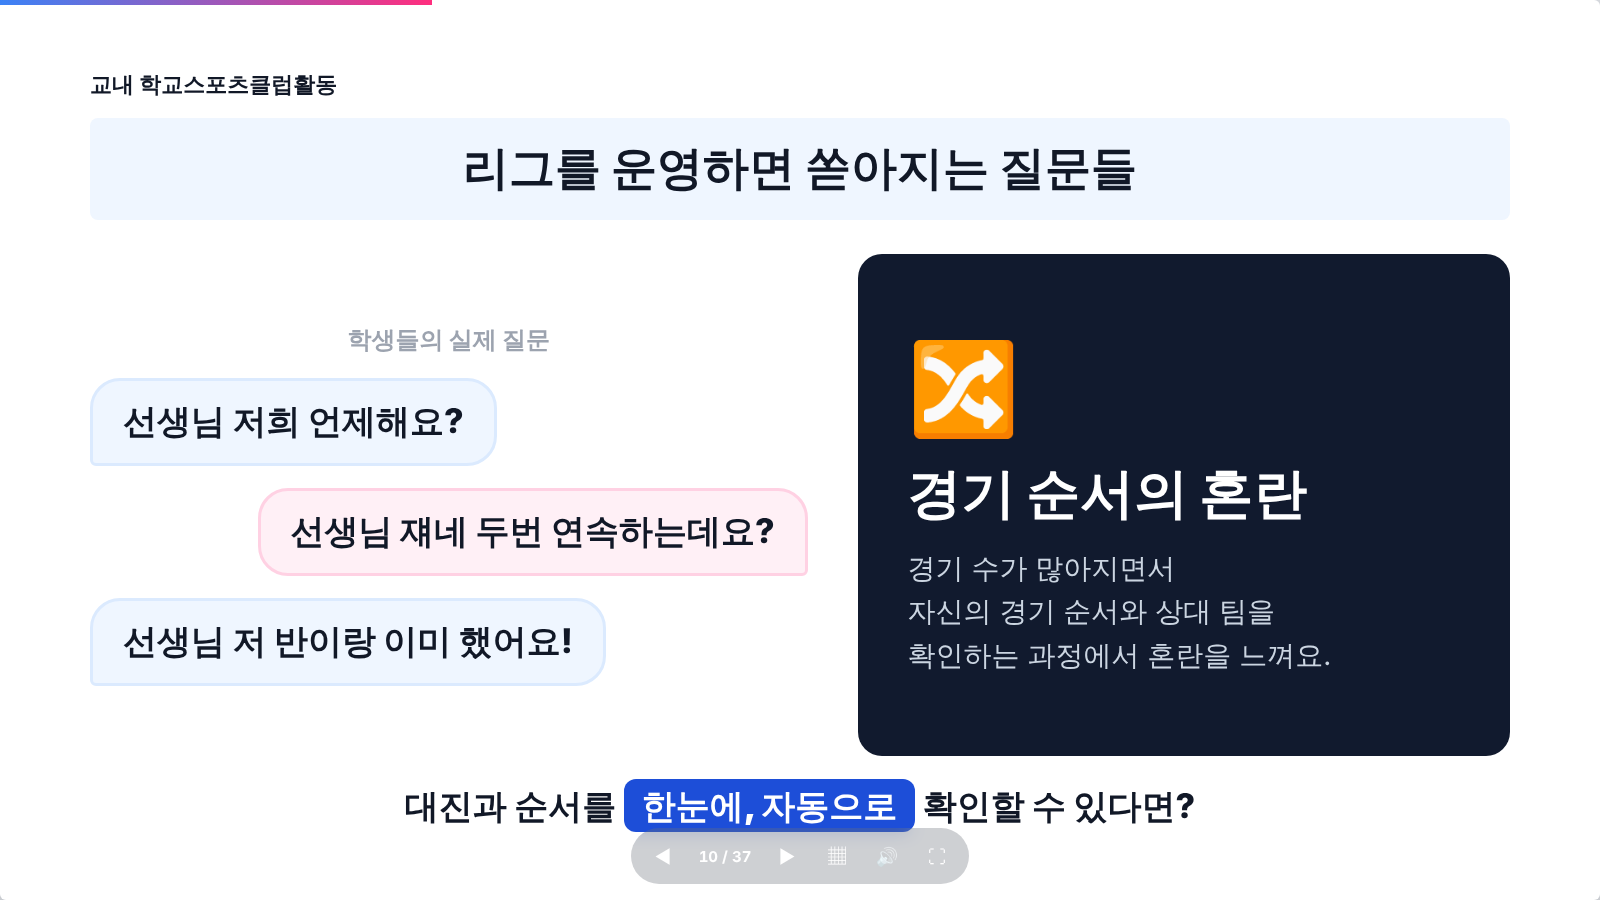 교내 학교스포츠클럽활동
리그를 운영하면 쏟아지는 질문들
학생들의 실제 질문
선생님 저희 언제해요?
선생님 쟤네 두번 연속하는데요?
선생님 저 반이랑 이미 했어요!
경기 순서의 혼란
경기 수가 많아지면서
자신의 경기 순서와 상대 팀을
확인하는 과정에서 혼란을 느껴요.
대진과 순서를 한눈에, 자동으로 확인할 수 있다면?
10 / 37